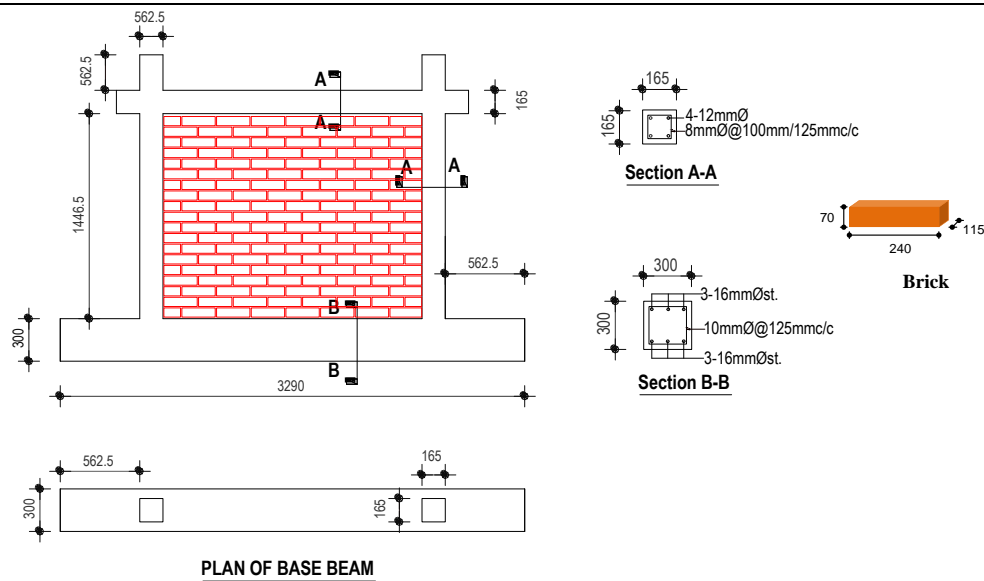 562.5
562.5
A
165
A
A
A
1446.5
562.5
B
300
B
3290
562.5
165
300
165
PLAN OF BASE BEAM
165
165
4-12mmØ
8mmØ@100mm/125mmc/c
Section A-A
70
240
115
Brick
300
3-16mmØst.
300
10mmØ@125mmc/c
3-16mmØst.
Section B-B